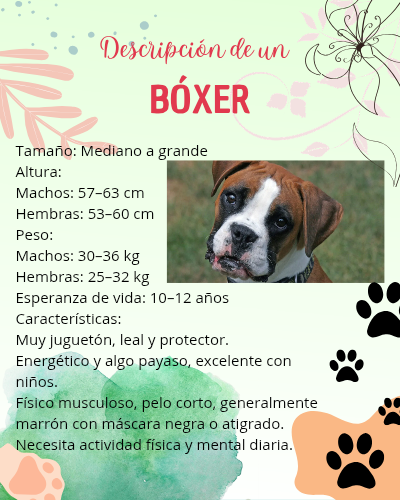 Descripción de un
BÓXER
Tamaño: Mediano a grande
Altura:
Machos: 57–63 cm
Hembras: 53–60 cm
Peso:
Machos: 30–36 kg
Hembras: 25–32 kg
Esperanza de vida: 10–12 años
Características:
Muy juguetón, leal y protector.
Energético y algo payaso, excelente con
niños.
Físico musculoso, pelo corto, generalmente
marrón con máscara negra o atigrado.
Necesita actividad física y mental diaria.